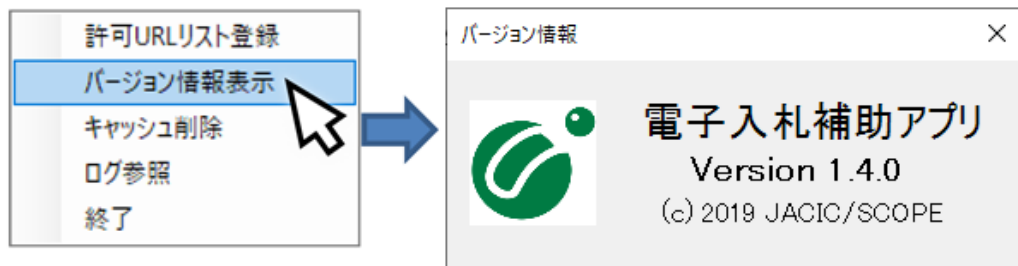 許可URLリスト登録
バージョン情報表示
キャッシュ削除
ログ参照
終了
バージョン情報
電子入札補助アプリ
Version 1.4.0
(c) 2019 JACIC/SCOPE